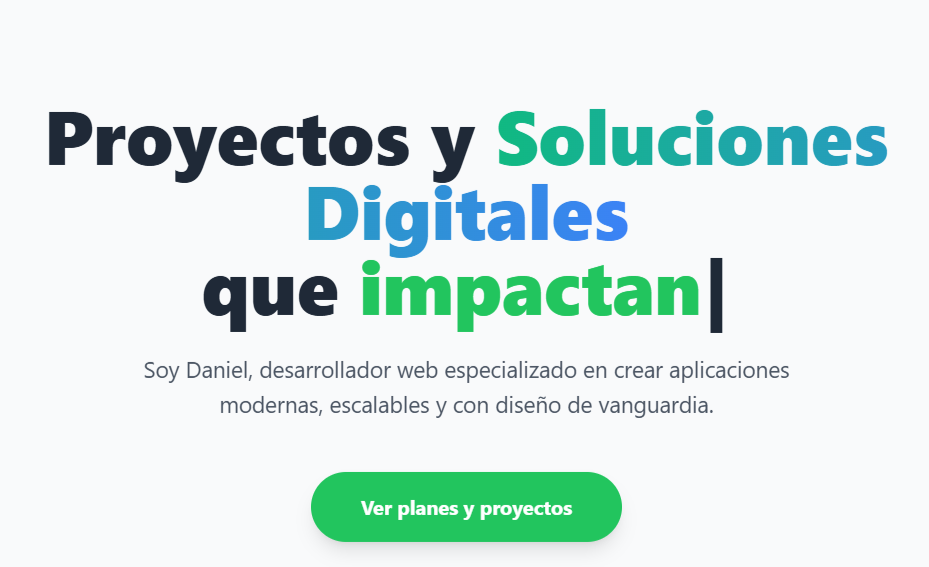 Proyectos y Soluciones
Digitales
que impactan|
Soy Daniel, desarrollador web especializado en crear aplicaciones
modernas, escalables y con diseño de vanguardia.
Ver planes y proyectos